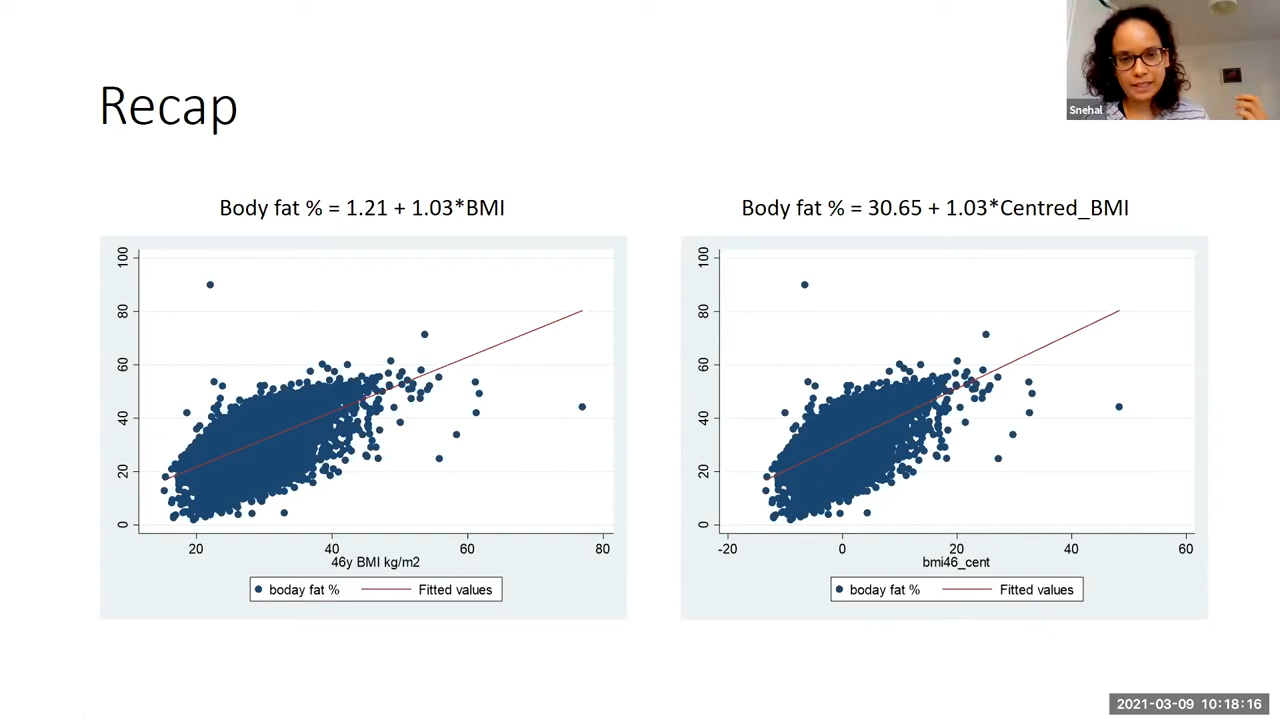 Recap
Snehal
Body fat % = 1.21 + 1.03*BMI
100
80
60
40
20
0
20 40 60 80
46y BMI kg/m2
boday fat % Fitted values
Body fat % = 30.65 + 1.03*Centred_BMI
100
80
60
40
20
0
-20 0 20 40 60
bmi46_cent
boday fat % Fitted values
2021-03-09 10:18:16